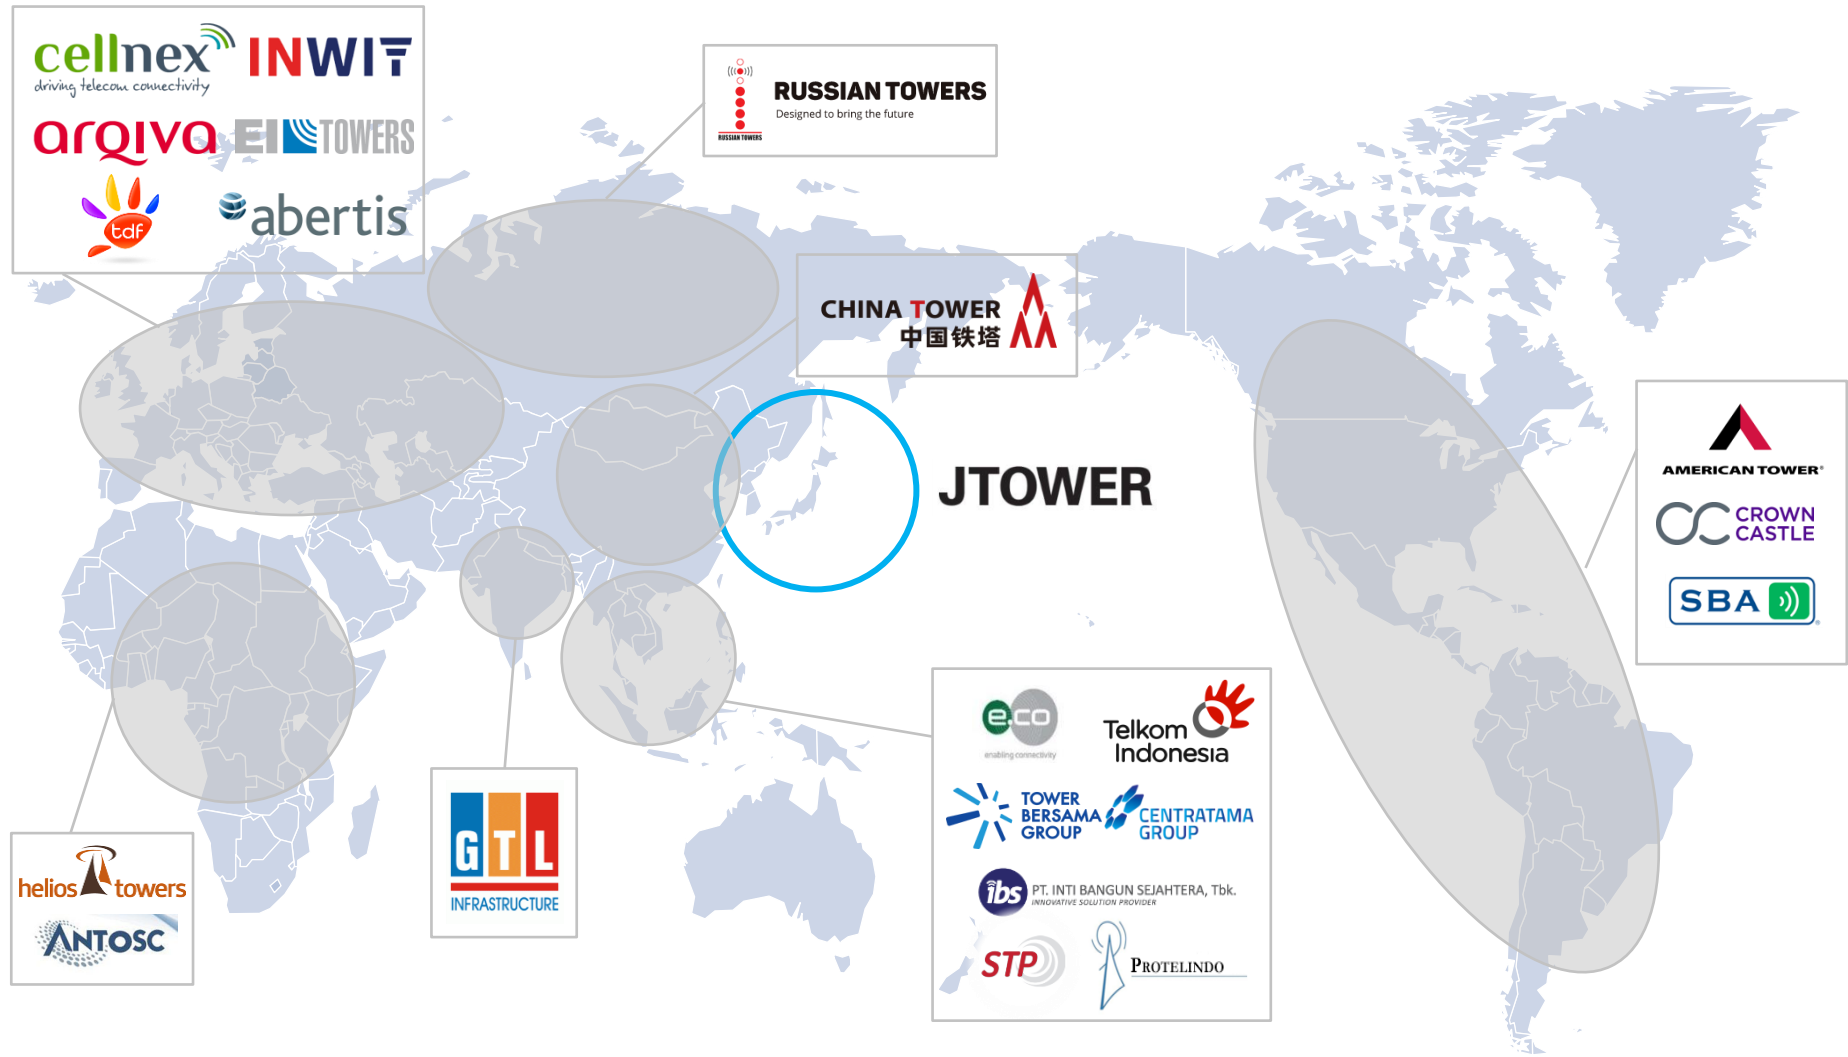 cellnex
driving telecom connectivity
INWIT
arqiva
EI TOWERS
tdf
abertis
RUSSIAN TOWERS
RUSSIAN TOWERS
Designed to bring the future
CHINA TOWER
中国铁塔
JTOWER
AMERICAN TOWER®
CROWN
CASTLE
SBA®
e.co
enabling connectivity
Telkom
Indonesia
TOWER
BERSAMA
GROUP
CENTRATAMA
GROUP
ibs
PT. INTI BANGUN SEJAHTERA, Tbk.
INNOVATIVE SOLUTION PROVIDER
STP
PROTELINDO
GTL
INFRASTRUCTURE
helios towers
ANTOSC